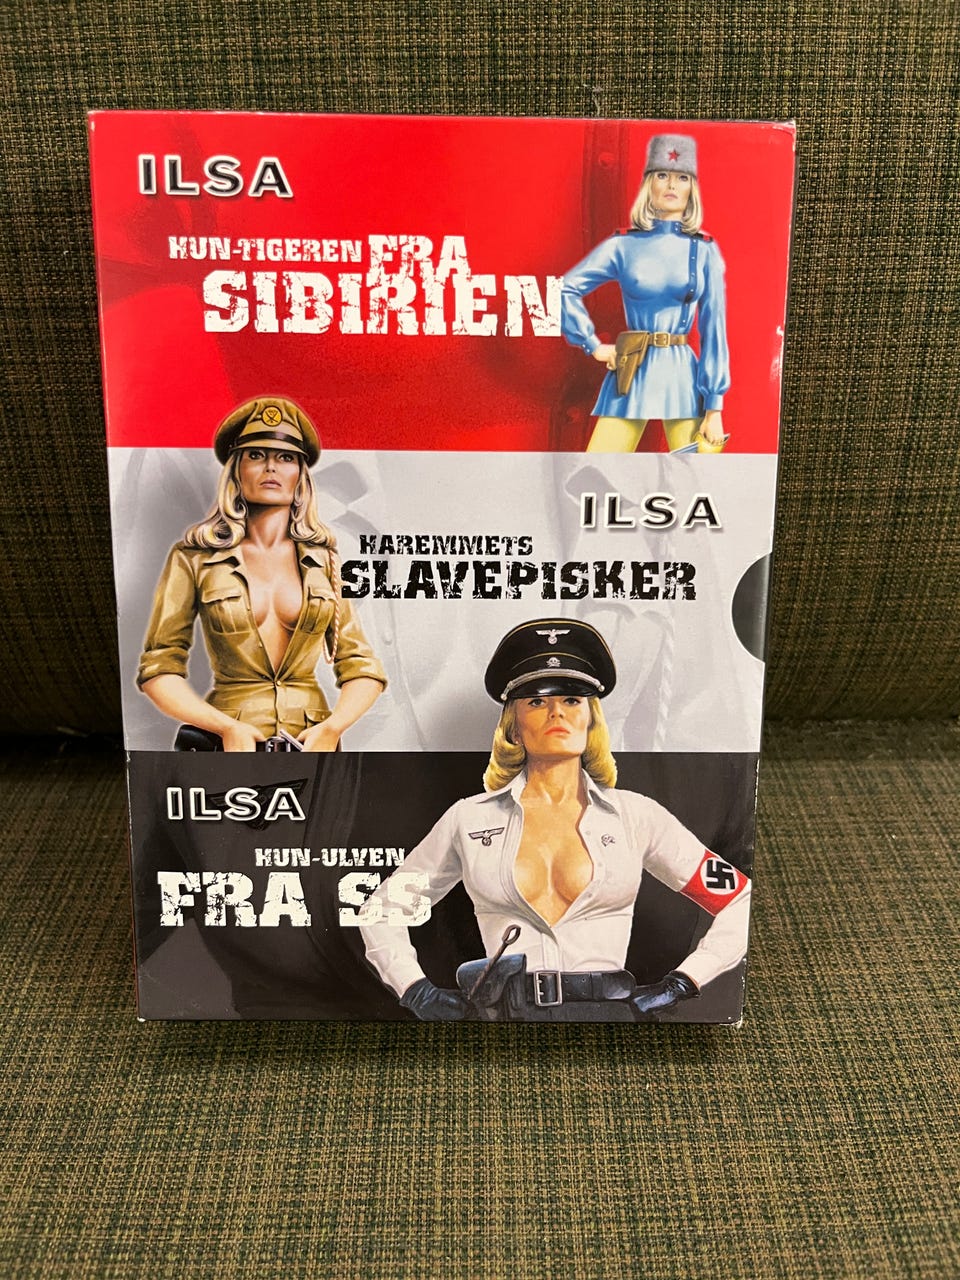 ILSA
HUN-TIGEREN FRA
SIBIRIEN
ILSA
HAREMMETS
SLAVEPISKER
ILSA
HUN-ULVEN
FRA SS